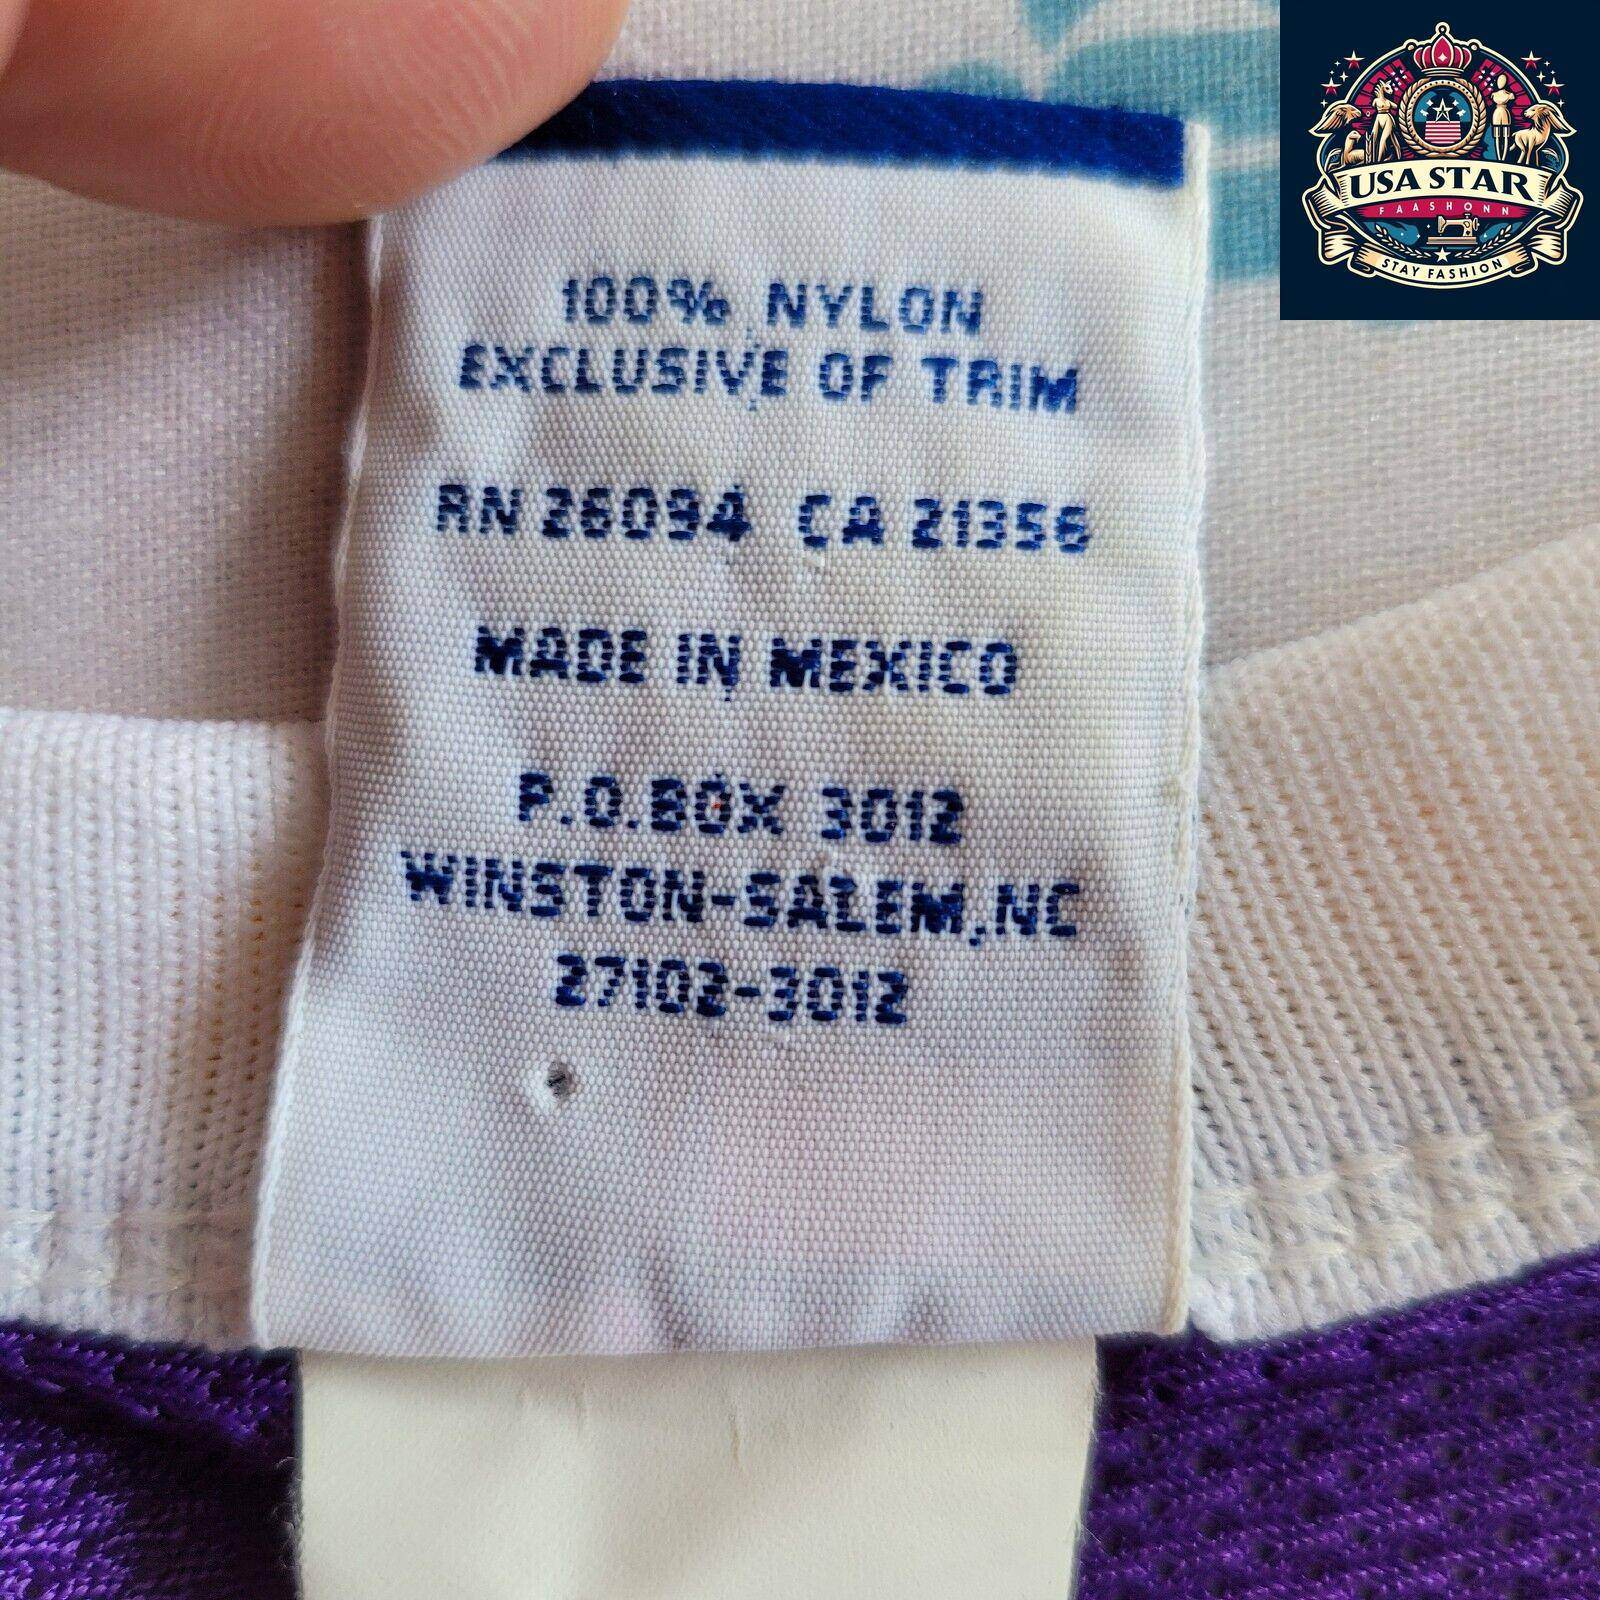 USA STAR
FAASHONN
STAY FASHION
100% NYLON
EXCLUSIVE OF TRIM
RN 26094 CA 21356
MADE IN MEXICO
P.O.BOX 3012
WINSTON-SALEM,NC
27102-3012